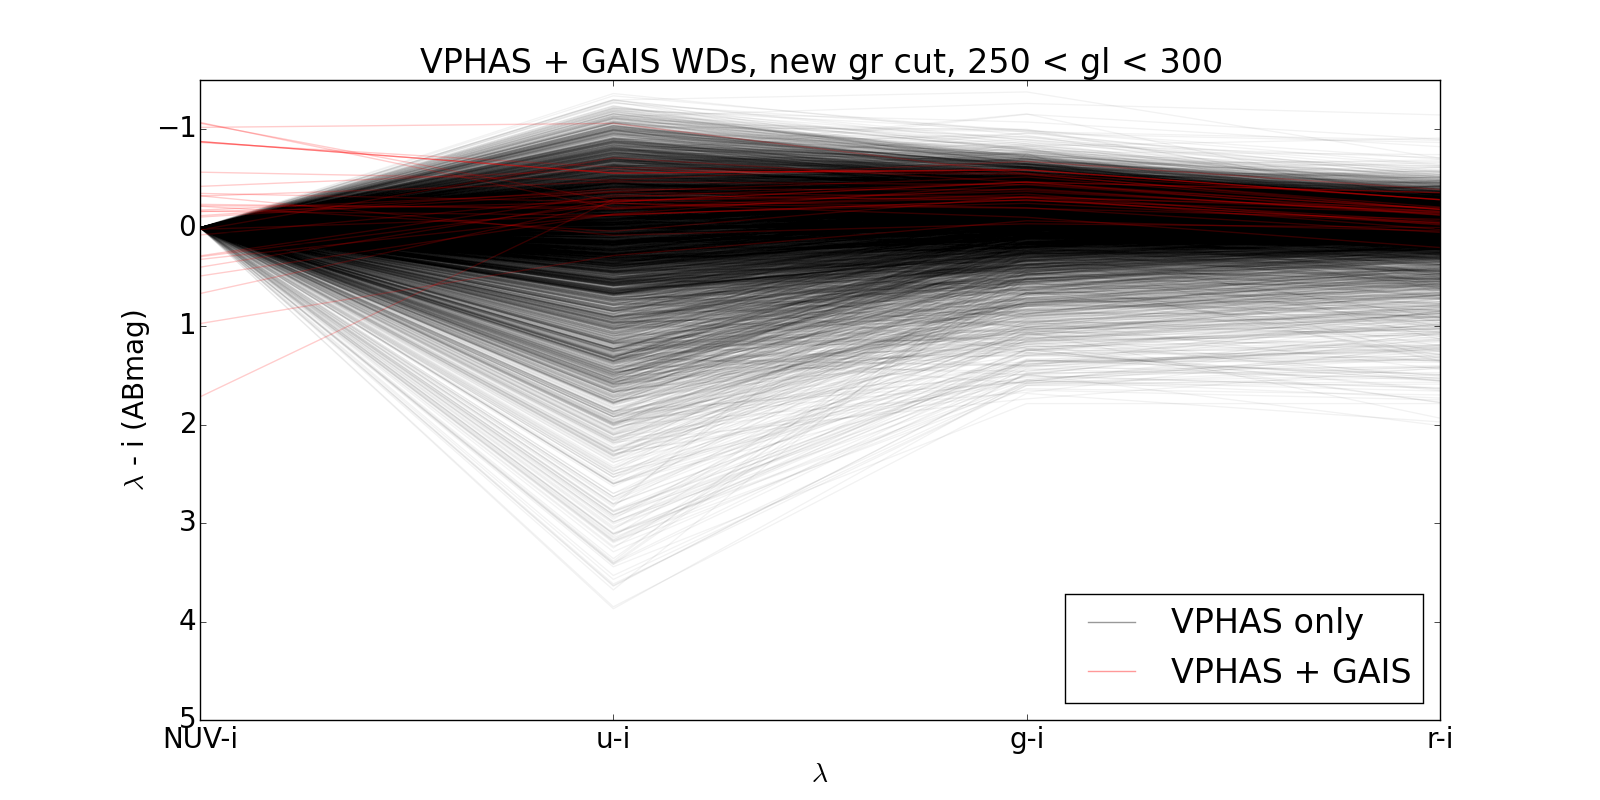 VPHAS + GAIS WDs, new gr cut, 250 < gl < 300
−1
0
1
2
3
4
5
λ - i (ABmag)
NUV-i u-i g-i r-i
λ
VPHAS only
VPHAS + GAIS